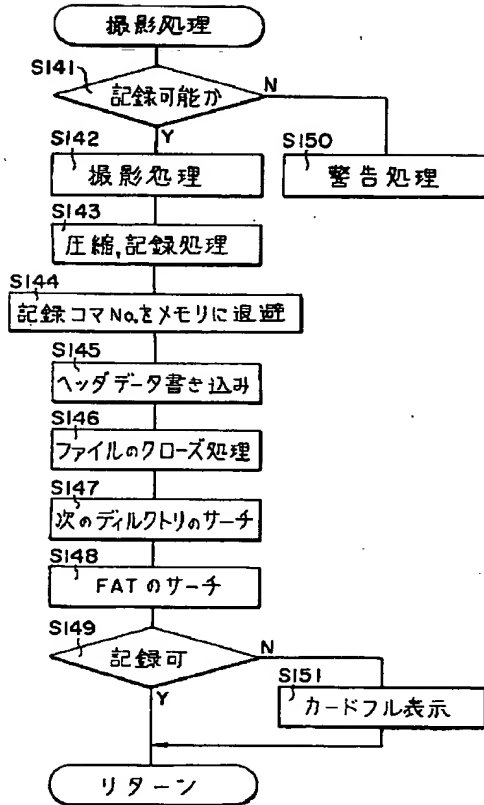 撮影処理
S141
記録可能か
N
Y
S142
S150
撮影処理
警告処理
S143
圧縮,記録処理
S144
記録コマNo.をメモリに退避
S145
ヘッダデータ書き込み
S146
ファイルのクローズ処理
S147
次のディルクトリのサーチ
S148
FATのサーチ
S149
記録可
N
Y
S151
カードフル表示
リターン